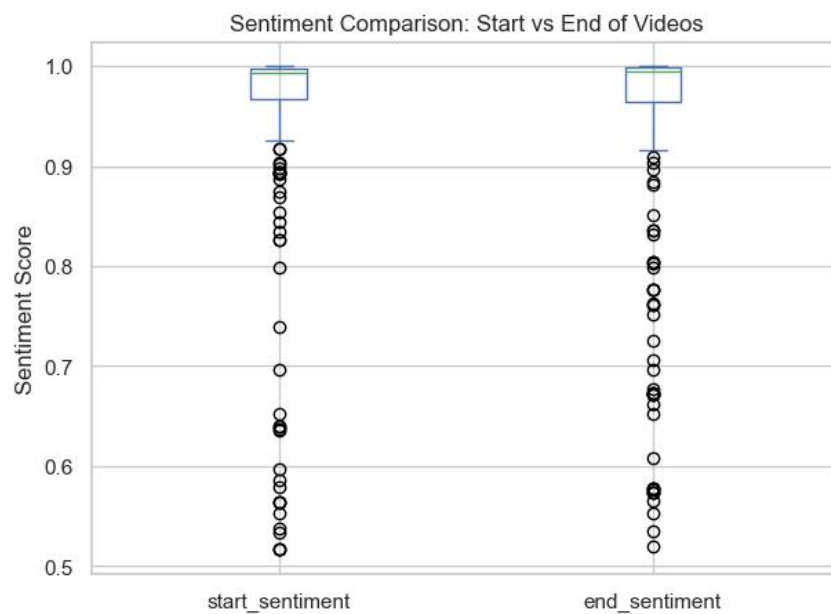 Sentiment Comparison: Start vs End of Videos
Sentiment Score
1.0
0.9
0.8
0.7
0.6
0.5
start_sentiment
end_sentiment